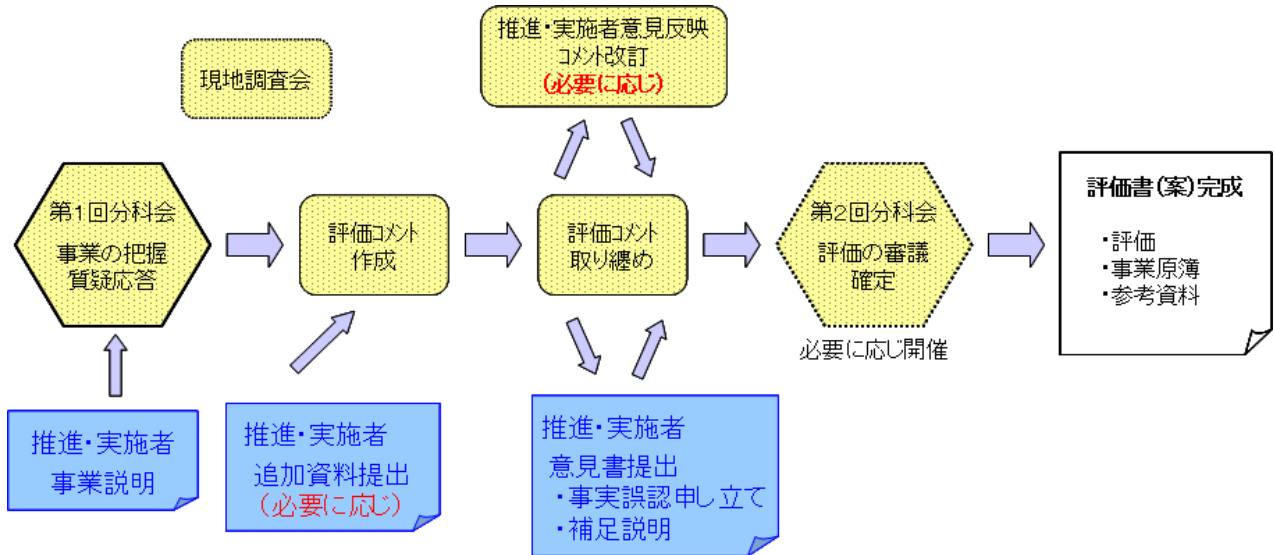 推進・実施者意見反映
コメント改訂
(必要に応じ)
現地調査会
第1回分科会
事業の把握
質疑応答
評価コメント
作成
評価コメント
取り纏め
第2回分科会
評価の審議
確定
必要に応じ開催
評価書(案)完成
・評価
・事業原簿
・参考資料
推進・実施者
事業説明
推進・実施者
追加資料提出
(必要に応じ)
推進・実施者
意見書提出
・事実誤認申し立て
・補足説明